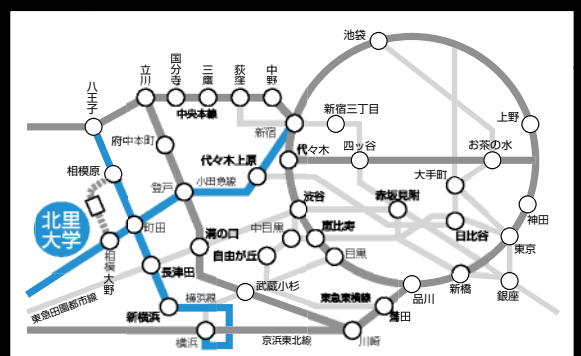 池袋
中野
荻窪
三鷹
国分寺
立川
八王子
中央本線
新宿
新宿三丁目
上野
府中本町
代々木
四ッ谷
お茶の水
代々木上原
相模原
登戸
小田急線
大手町
渋谷
赤坂見附
神田
北里
大学
町田
溝の口
中目黒
恵比寿
日比谷
東京
相模大野
自由が丘
目黒
長津田
武蔵小杉
品川
新橋
銀座
東急田園都市線
横浜線
新横浜
東急東横線
蒲田
横浜
京浜東北線
川崎